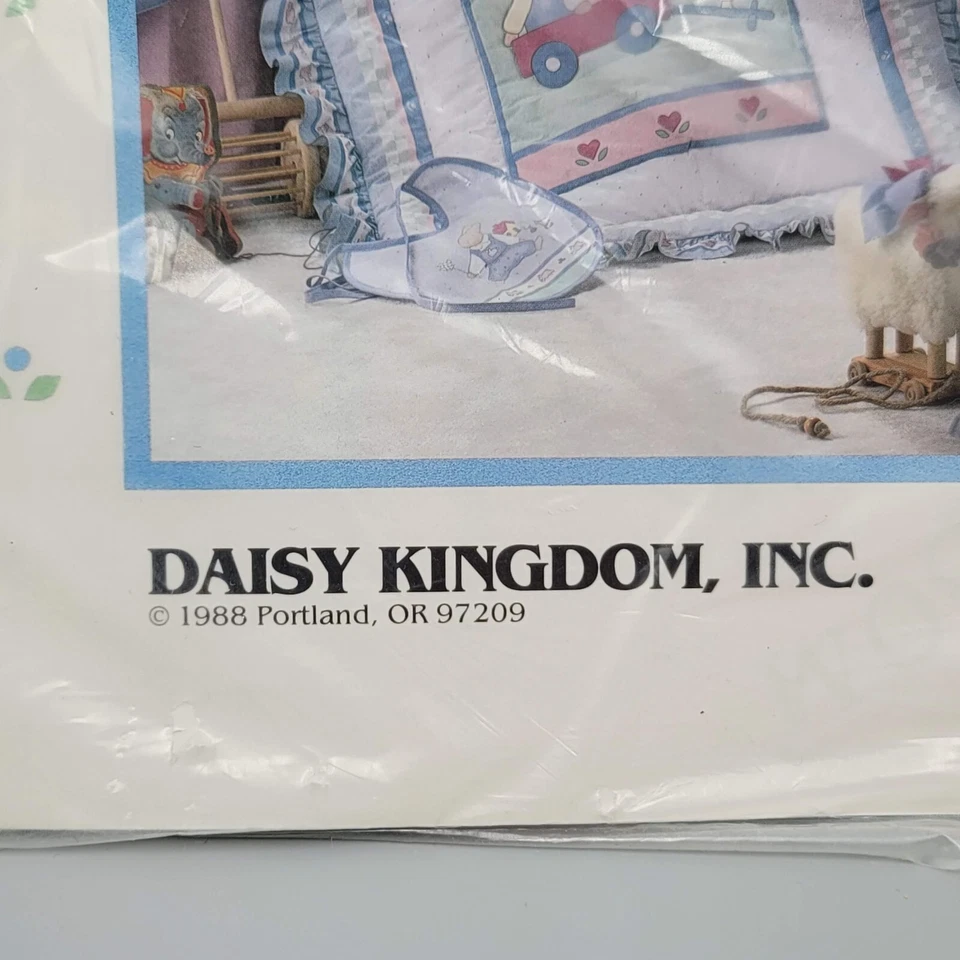 DAISY KINGDOM, INC.
© 1988 Portland, OR 97209